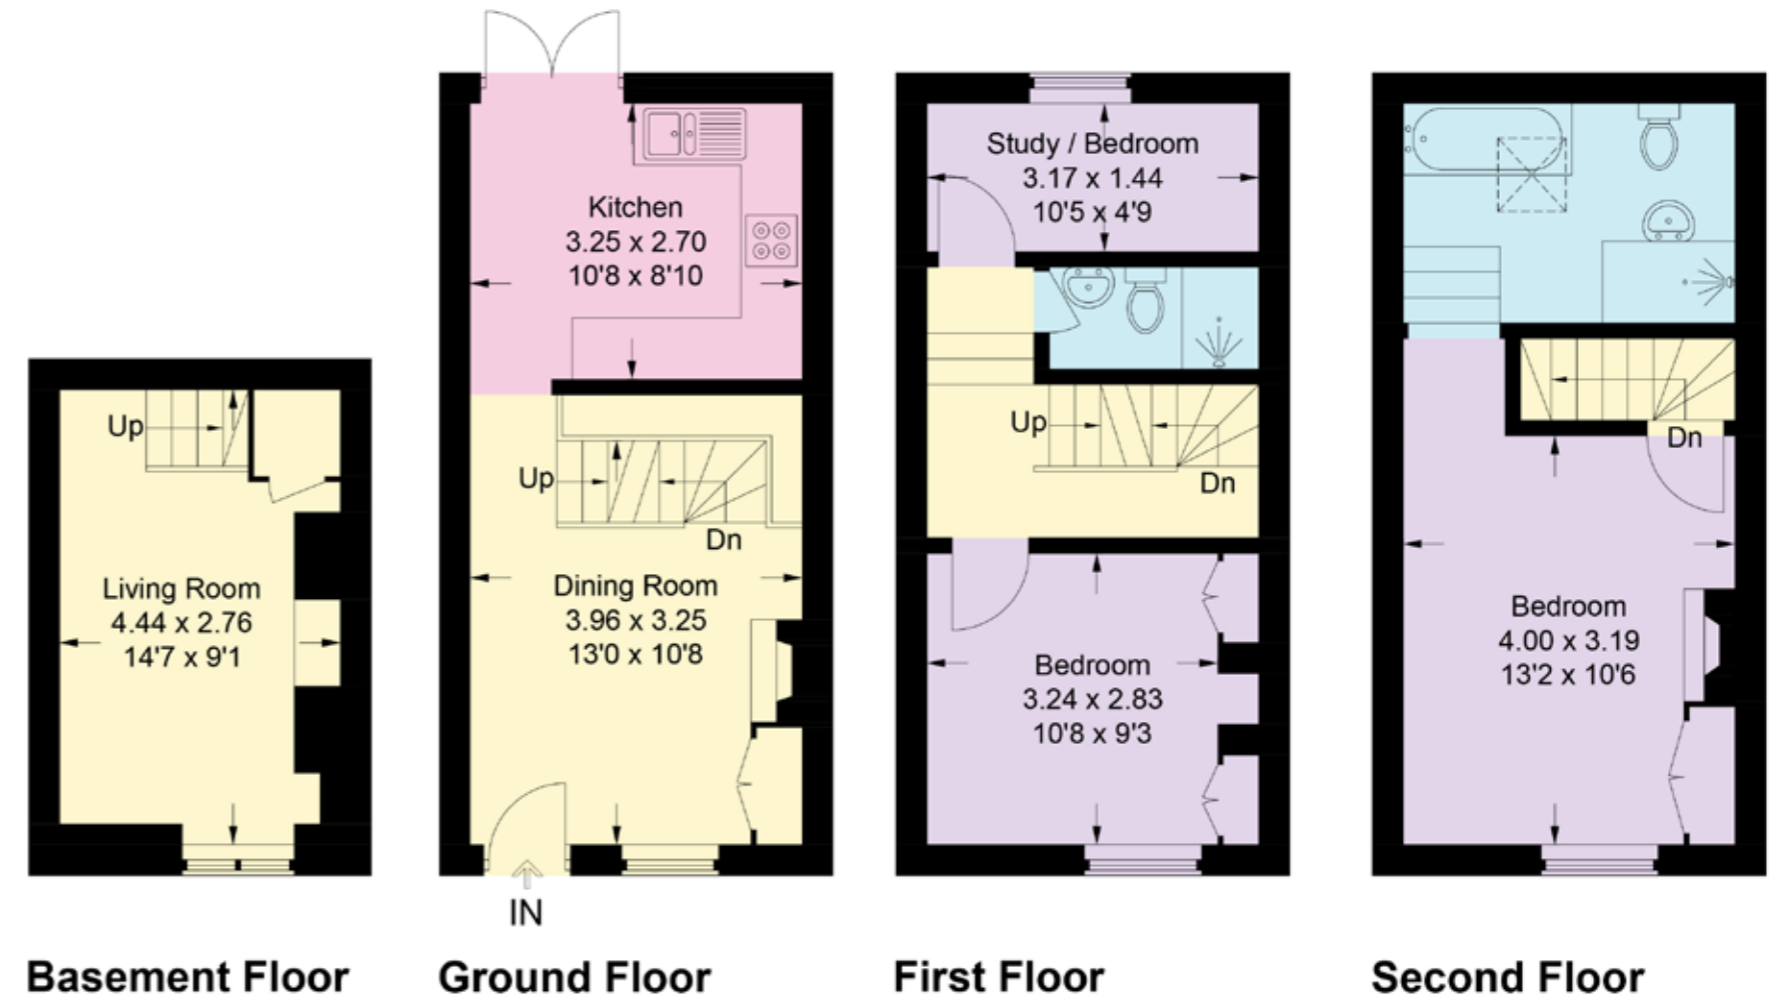 Up
Living Room
4.44 x 2.76
14'7 x 9'1
Basement Floor
Kitchen
3.25 x 2.70
10'8 x 8'10
Up
Dn
Dining Room
3.96 x 3.25
13'0 x 10'8
IN
Ground Floor
Study / Bedroom
3.17 x 1.44
10'5 x 4'9
Up
Dn
Bedroom
3.24 x 2.83
10'8 x 9'3
First Floor
Dn
Bedroom
4.00 x 3.19
13'2 x 10'6
Second Floor